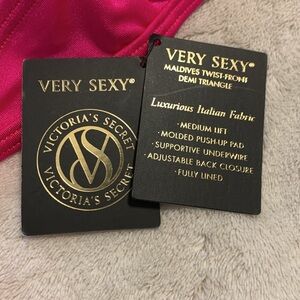 VERY SEXY®
VICTORIA'S SECRET
VS
VICTORIA'S SECRET
VERY SEXY®
MALDIVES TWIST-FRONT
DEMI TRIANGLE
Luxurious Italian Fabric
·MEDIUM LIFT
·MOLDED PUSH-UP PAD
·SUPPORTIVE UNDERWIRE
·ADJUSTABLE BACK CLOSURE
·FULLY LINED